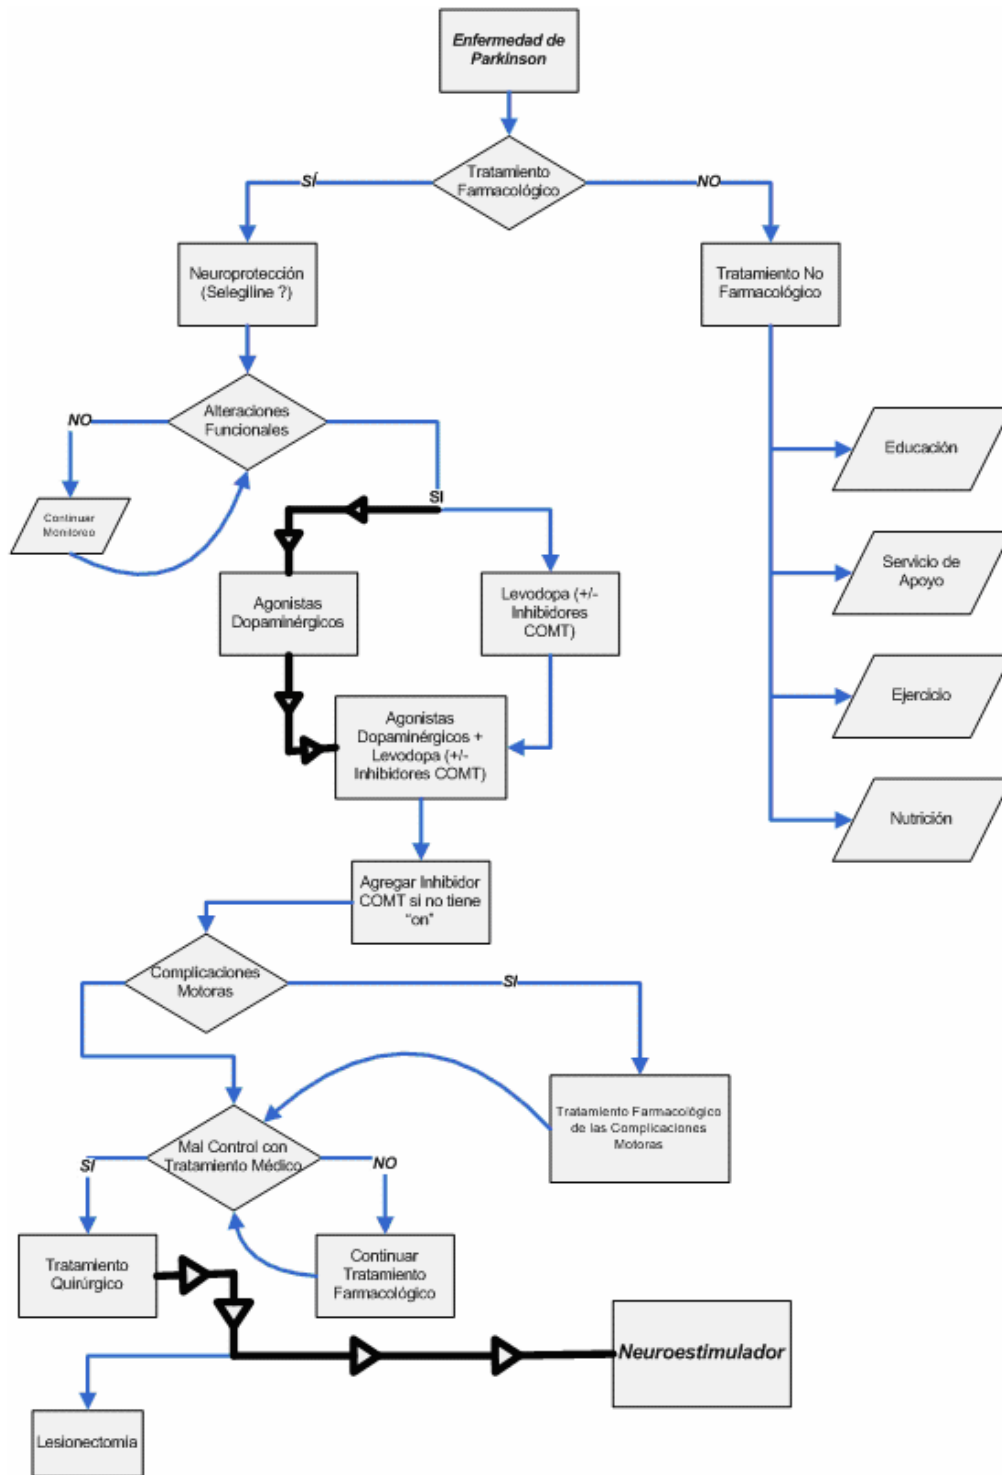 Enfermedad de
Parkinson
Tratamiento
Farmacológico
SÍ
NO
Neuroprotección
(Selegiline ?)
Tratamiento No
Farmacológico
Alteraciones
Funcionales
NO
SI
Continuar
Monitoreo
Educación
Servicio de
Apoyo
Ejercicio
Nutrición
Agonistas
Dopaminérgicos
Levodopa (+/-
Inhibidores
COMT)
Agonistas
Dopaminérgicos +
Levodopa (+/-
Inhibidores COMT)
Agregar Inhibidor
COMT si no tiene
“on”
Complicaciones
Motoras
SI
Tratamiento Farmacológico
de las Complicaciones
Motoras
Mal Control con
Tratamiento Médico
SÍ
NO
Tratamiento
Quirúrgico
Continuar
Tratamiento
Farmacológico
Neuroestimulador
Lesionectomía